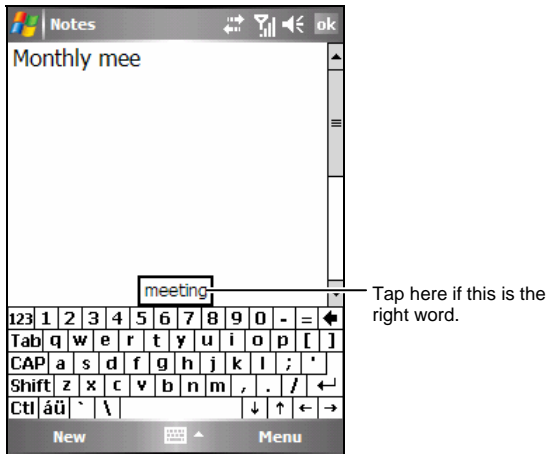 Notes ok
Monthly mee
meeting
Tap here if this is the
right word.
123 1 2 3 4 5 6 7 8 9 0 - =
Tab q w e r t y u i o p [ ]
CAP a s d f g h j k l ; '
Shift z x c v b n m , . / ↵
Ctl áü ` \ ↓ ↑ ← →
New Menu